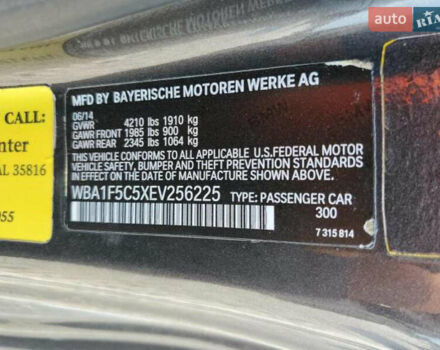 auto RIA
MFD BY BAYERISCHE MOTOREN WERKE AG
06/14
GVWR 4210 lbs 1910 kg
GAWR FRONT 1985 lbs 900 kg
GAWR REAR 2345 lbs 1064 kg
THIS VEHICLE CONFORMS TO ALL APPLICABLE U.S.FEDERAL MOTOR
VEHICLE SAFETY, BUMPER, AND THEFT PREVENTION STANDARDS
IN EFFECT ON THE DATE OF MANUFACTURE SHOWN ABOVE.
WBA1F5C5XEV256225 TYPE: PASSENGER CAR
300
7 315 814
CALL:
nter
AL 35816
055